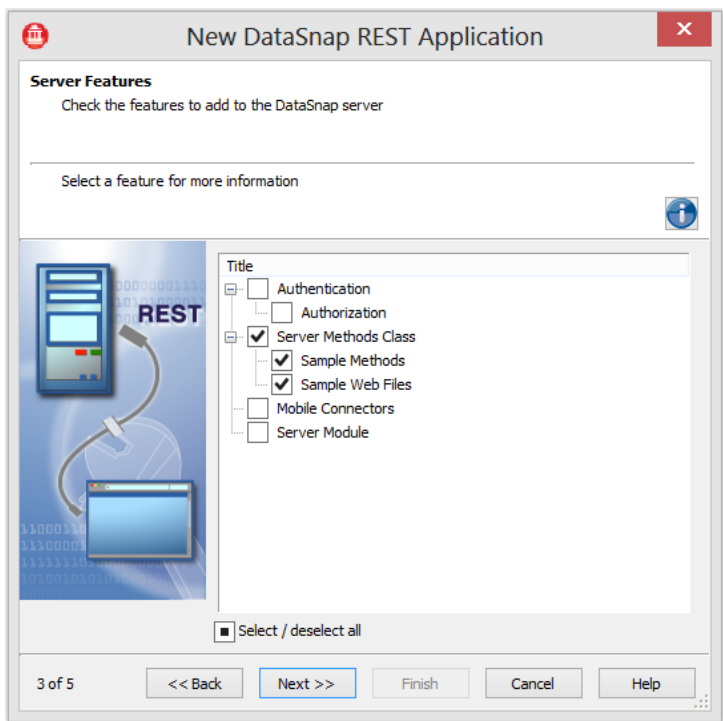 New DataSnap REST Application
Server Features
Check the features to add to the DataSnap server
Select a feature for more information
REST
Title
Authentication
Authorization
Server Methods Class
Sample Methods
Sample Web Files
Mobile Connectors
Server Module
Select / deselect all
3 of 5 << Back Next >> Finish Cancel Help